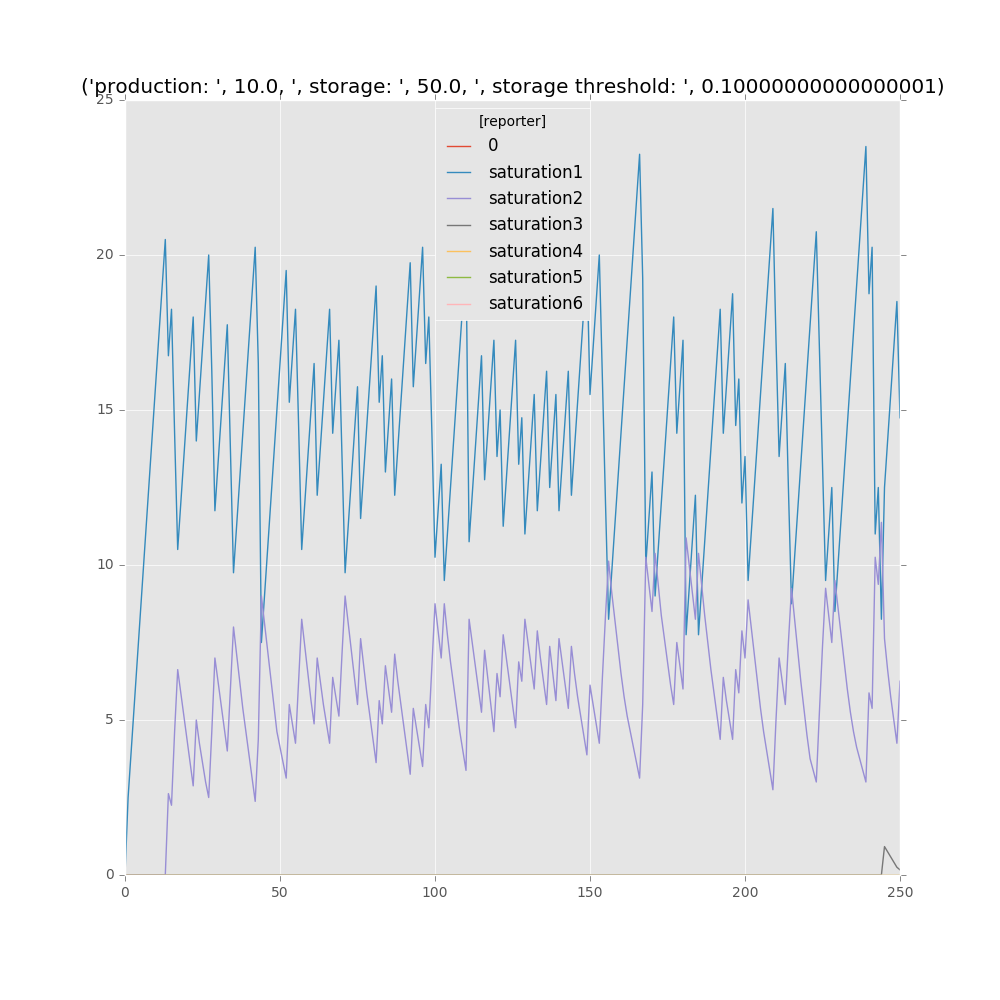 ('production: ', 10.0, ', storage: ', 50.0, ', storage threshold: ', 0.10000000000000001)
25
20
15
10
5
0
[reporter]
0
saturation1
saturation2
saturation3
saturation4
saturation5
saturation6
0 50 100 150 200 250